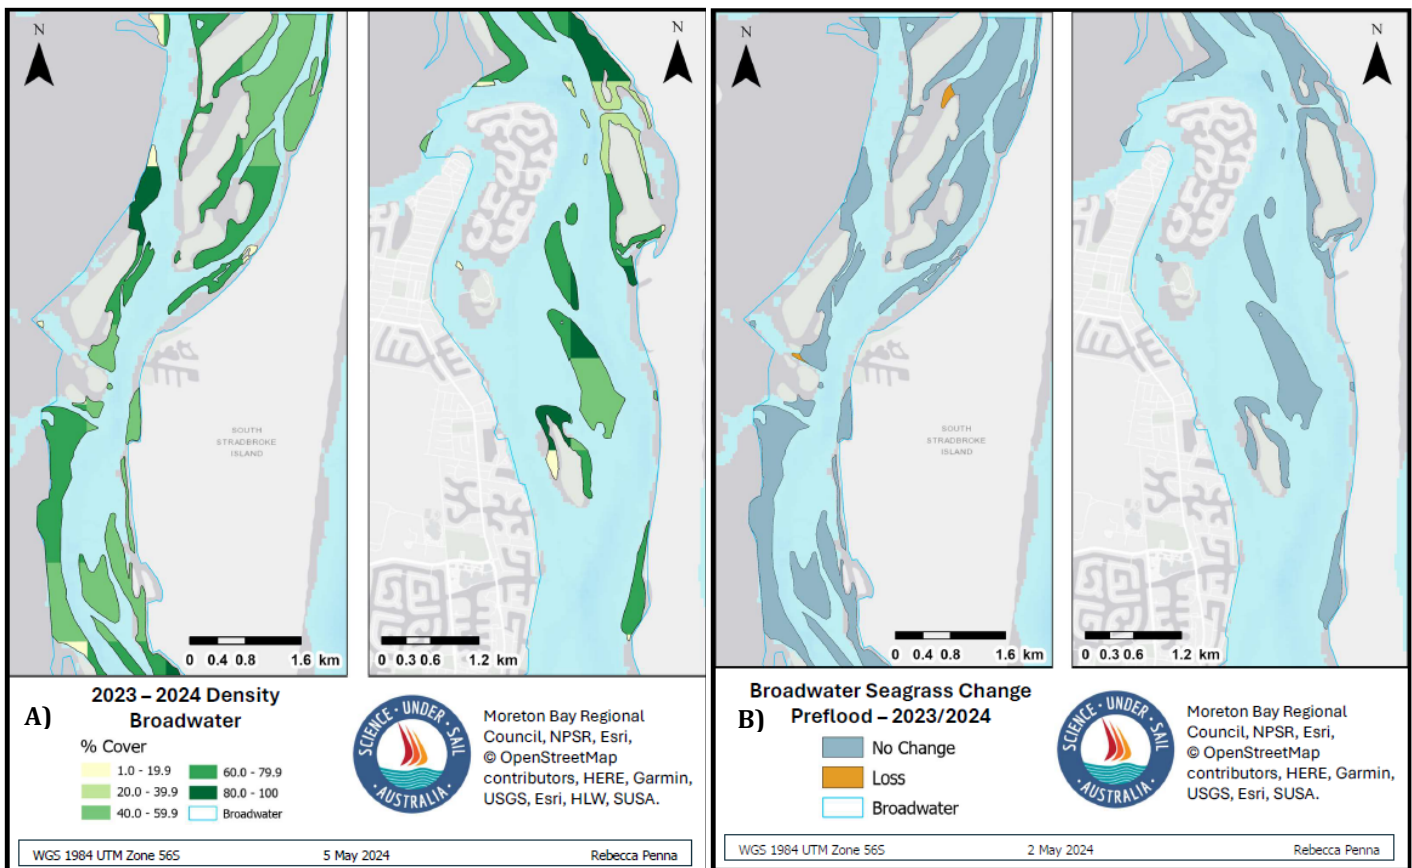 N
N
SOUTH
STRADBROKE
ISLAND
0 0.4 0.8 1.6 km
0 0.3 0.6 1.2 km
A)
2023 – 2024 Density
Broadwater
% Cover
1.0 - 19.9
20.0 - 39.9
40.0 - 59.9
60.0 - 79.9
80.0 - 100
Broadwater
SCIENCE · UNDER · SAIL
· AUSTRALIA ·
Moreton Bay Regional
Council, NPSR, Esri,
© OpenStreetMap
contributors, HERE, Garmin,
USGS, Esri, HLW, SUSA.
WGS 1984 UTM Zone 56S 5 May 2024 Rebecca Penna
N
N
SOUTH
STRADBROKE
ISLAND
0 0.4 0.8 1.6 km
0 0.3 0.6 1.2 km
B)
Broadwater Seagrass Change
Preflood – 2023/2024
No Change
Loss
Broadwater
SCIENCE · UNDER · SAIL
· AUSTRALIA ·
Moreton Bay Regional
Council, NPSR, Esri,
© OpenStreetMap
contributors, HERE, Garmin,
USGS, Esri, SUSA.
WGS 1984 UTM Zone 56S 2 May 2024 Rebecca Penna